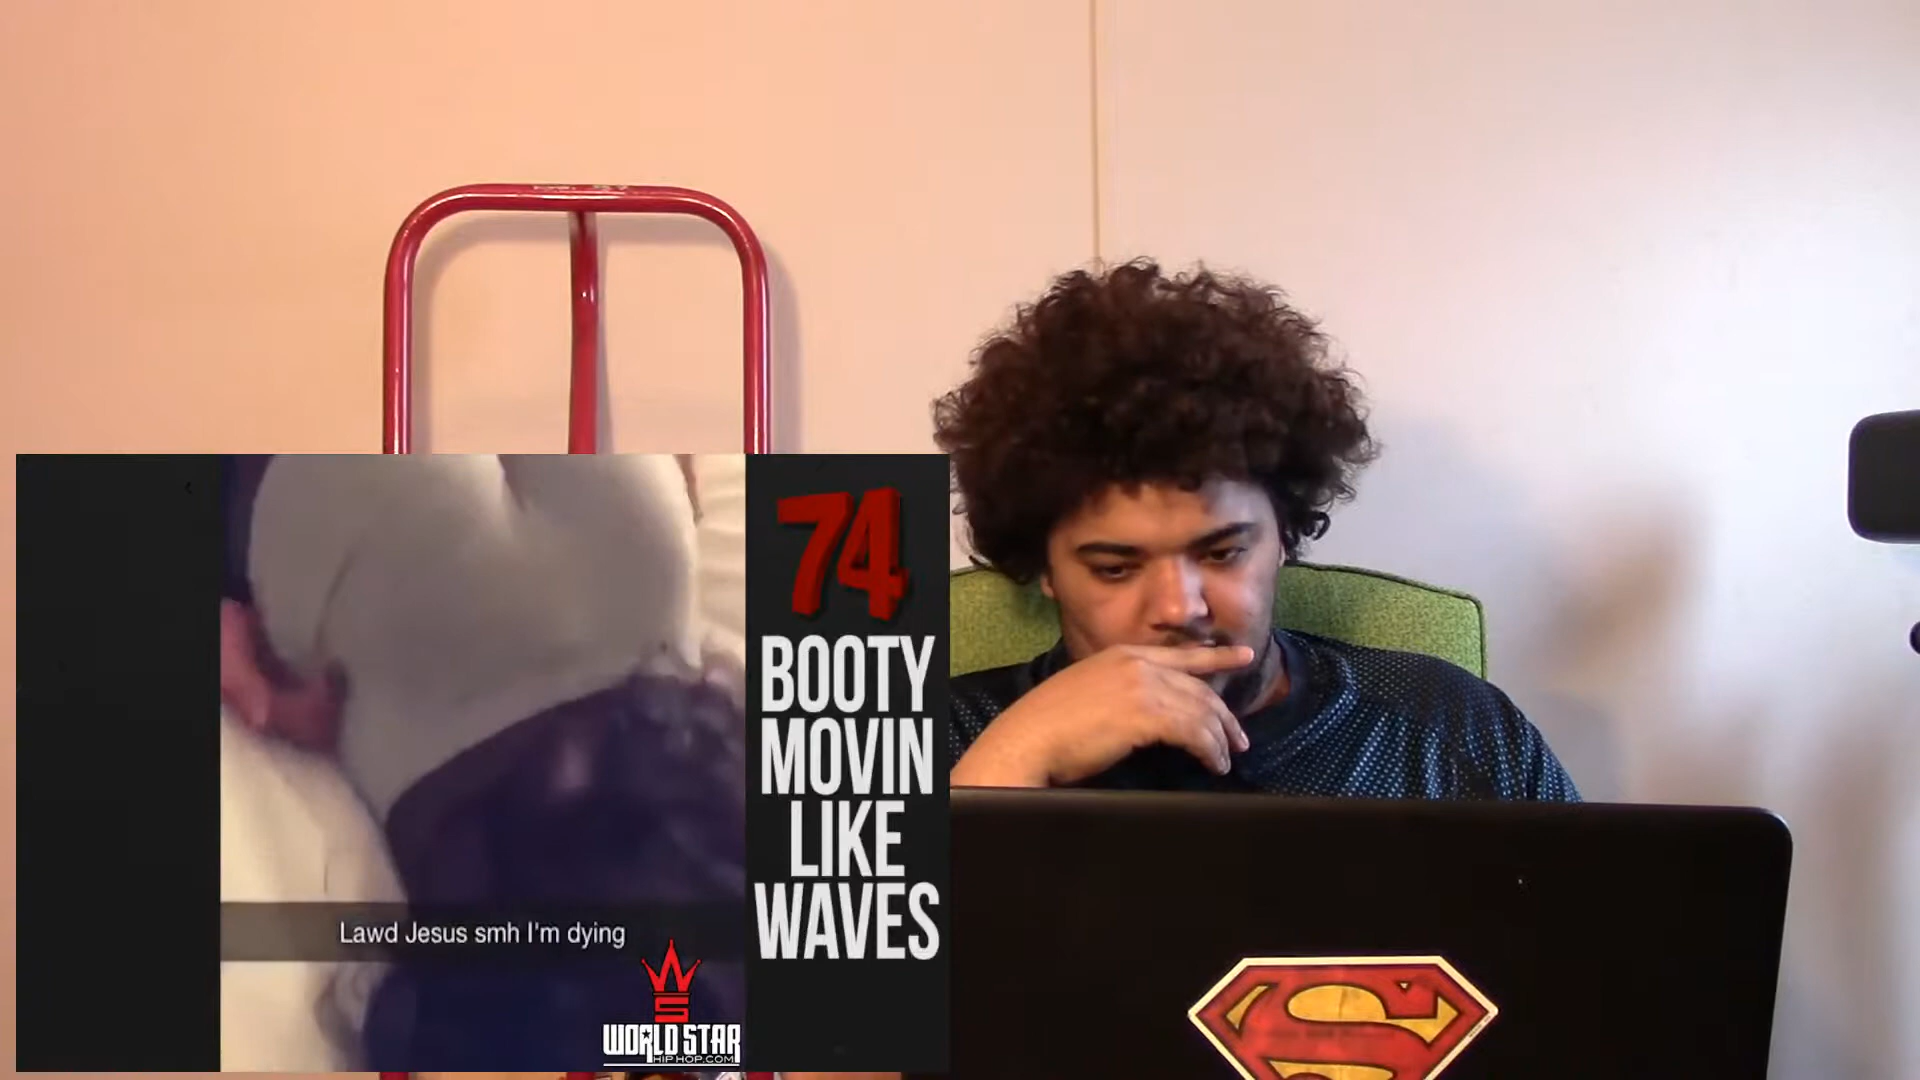 74
BOOTY
MOVIN
LIKE
WAVES
Lawd Jesus smh I'm dying
WORLD STAR
HIPHOP.COM